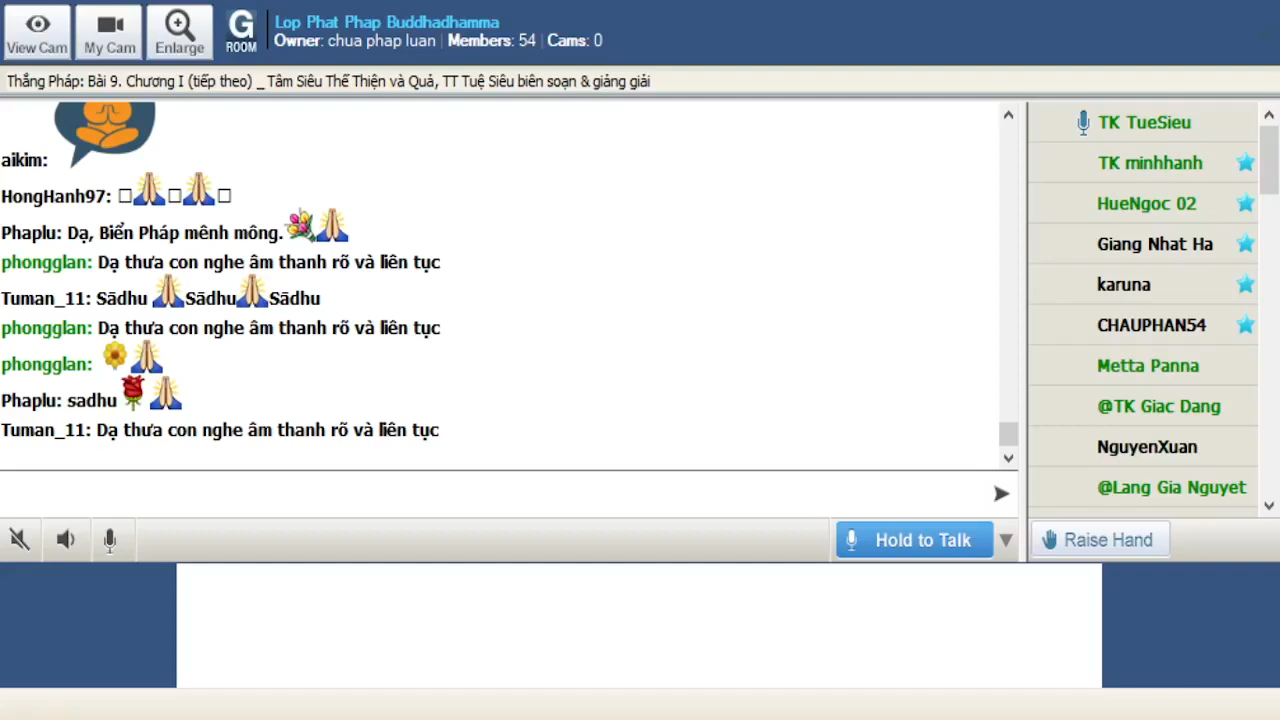 View Cam
My Cam
Enlarge
G
ROOM
Lop Phat Phap Buddhadhamma
Owner: chua phap luan | Members: 54 | Cams: 0
Thắng Pháp: Bài 9. Chương I (tiếp theo) _ Tâm Siêu Thế Thiện và Quả, TT Tuệ Siêu biên soạn & giảng giải
aikim:
HongHanh97:
Phaplu: Dạ, Biển Pháp mênh mông.
phongglan: Dạ thưa con nghe âm thanh rõ và liên tục
Tuman_11: Sādhu Sādhu Sādhu
phongglan: Dạ thưa con nghe âm thanh rõ và liên tục
phongglan:
Phaplu: sadhu
Tuman_11: Dạ thưa con nghe âm thanh rõ và liên tục
Hold to Talk
TK TueSieu
TK minhhanh
HueNgoc 02
Giang Nhat Ha
karuna
CHAUPHAN54
Metta Panna
@TK Giac Dang
NguyenXuan
@Lang Gia Nguyet
Raise Hand